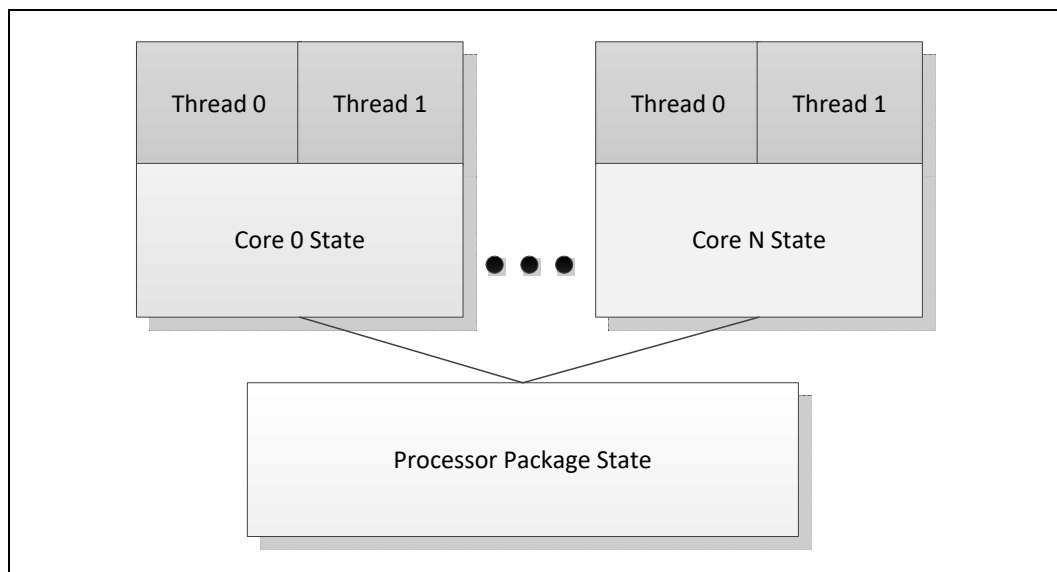 Thread 0
Thread 1
Thread 0
Thread 1
Core 0 State
Core N State
Processor Package State